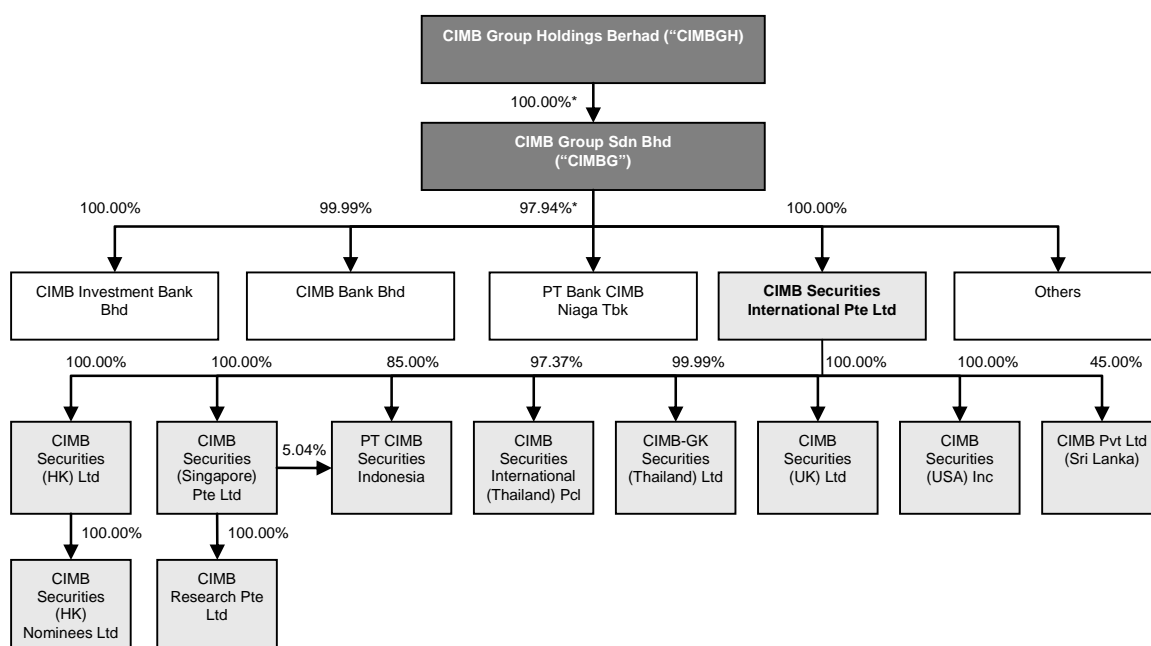 CIMB Group Holdings Berhad (“CIMBGH)
100.00%*
CIMB Group Sdn Bhd
(“CIMBG”)
100.00%
99.99%
97.94%*
100.00%
CIMB Investment Bank
Bhd
CIMB Bank Bhd
PT Bank CIMB
Niaga Tbk
CIMB Securities
International Pte Ltd
Others
100.00%
100.00%
85.00%
97.37%
99.99%
100.00%
100.00%
45.00%
CIMB
Securities
(HK) Ltd
CIMB
Securities
(Singapore)
Pte Ltd
5.04%
PT CIMB
Securities
Indonesia
CIMB
Securities
International
(Thailand) Pcl
CIMB-GK
Securities
(Thailand) Ltd
CIMB
Securities
(UK) Ltd
CIMB
Securities
(USA) Inc
CIMB Pvt Ltd
(Sri Lanka)
100.00%
100.00%
CIMB
Securities
(HK)
Nominees Ltd
CIMB
Research Pte
Ltd